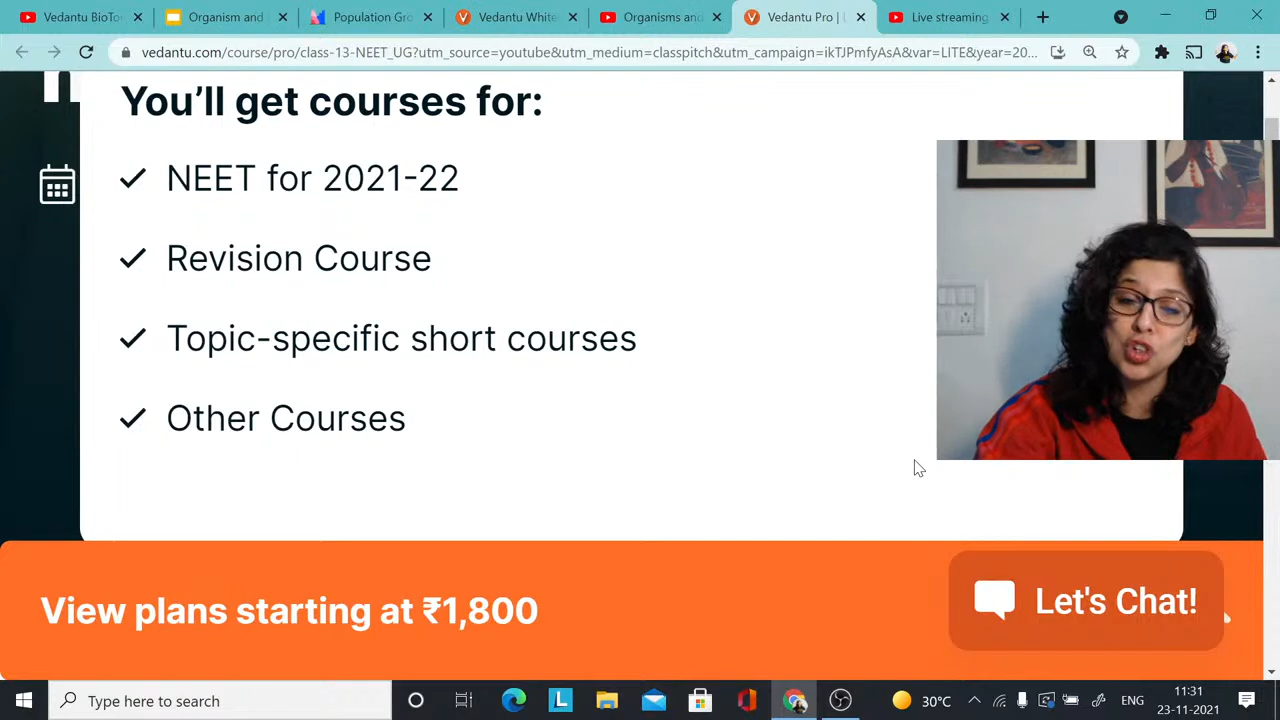 Vedantu BioTo
Organism and
Population Gro
Vedantu White
Organisms and
Vedantu Pro | L
Live streaming
vedantu.com/course/pro/class-13-NEET_UG?utm_source=youtube&utm_medium=classpitch&utm_campaign=ikTJPmfyAsA&var=LITE&year=20...
You'll get courses for:
NEET for 2021-22
Revision Course
Topic-specific short courses
Other Courses
View plans starting at ₹1,800
Let's Chat!
Type here to search
30°C
ENG
11:31
23-11-2021